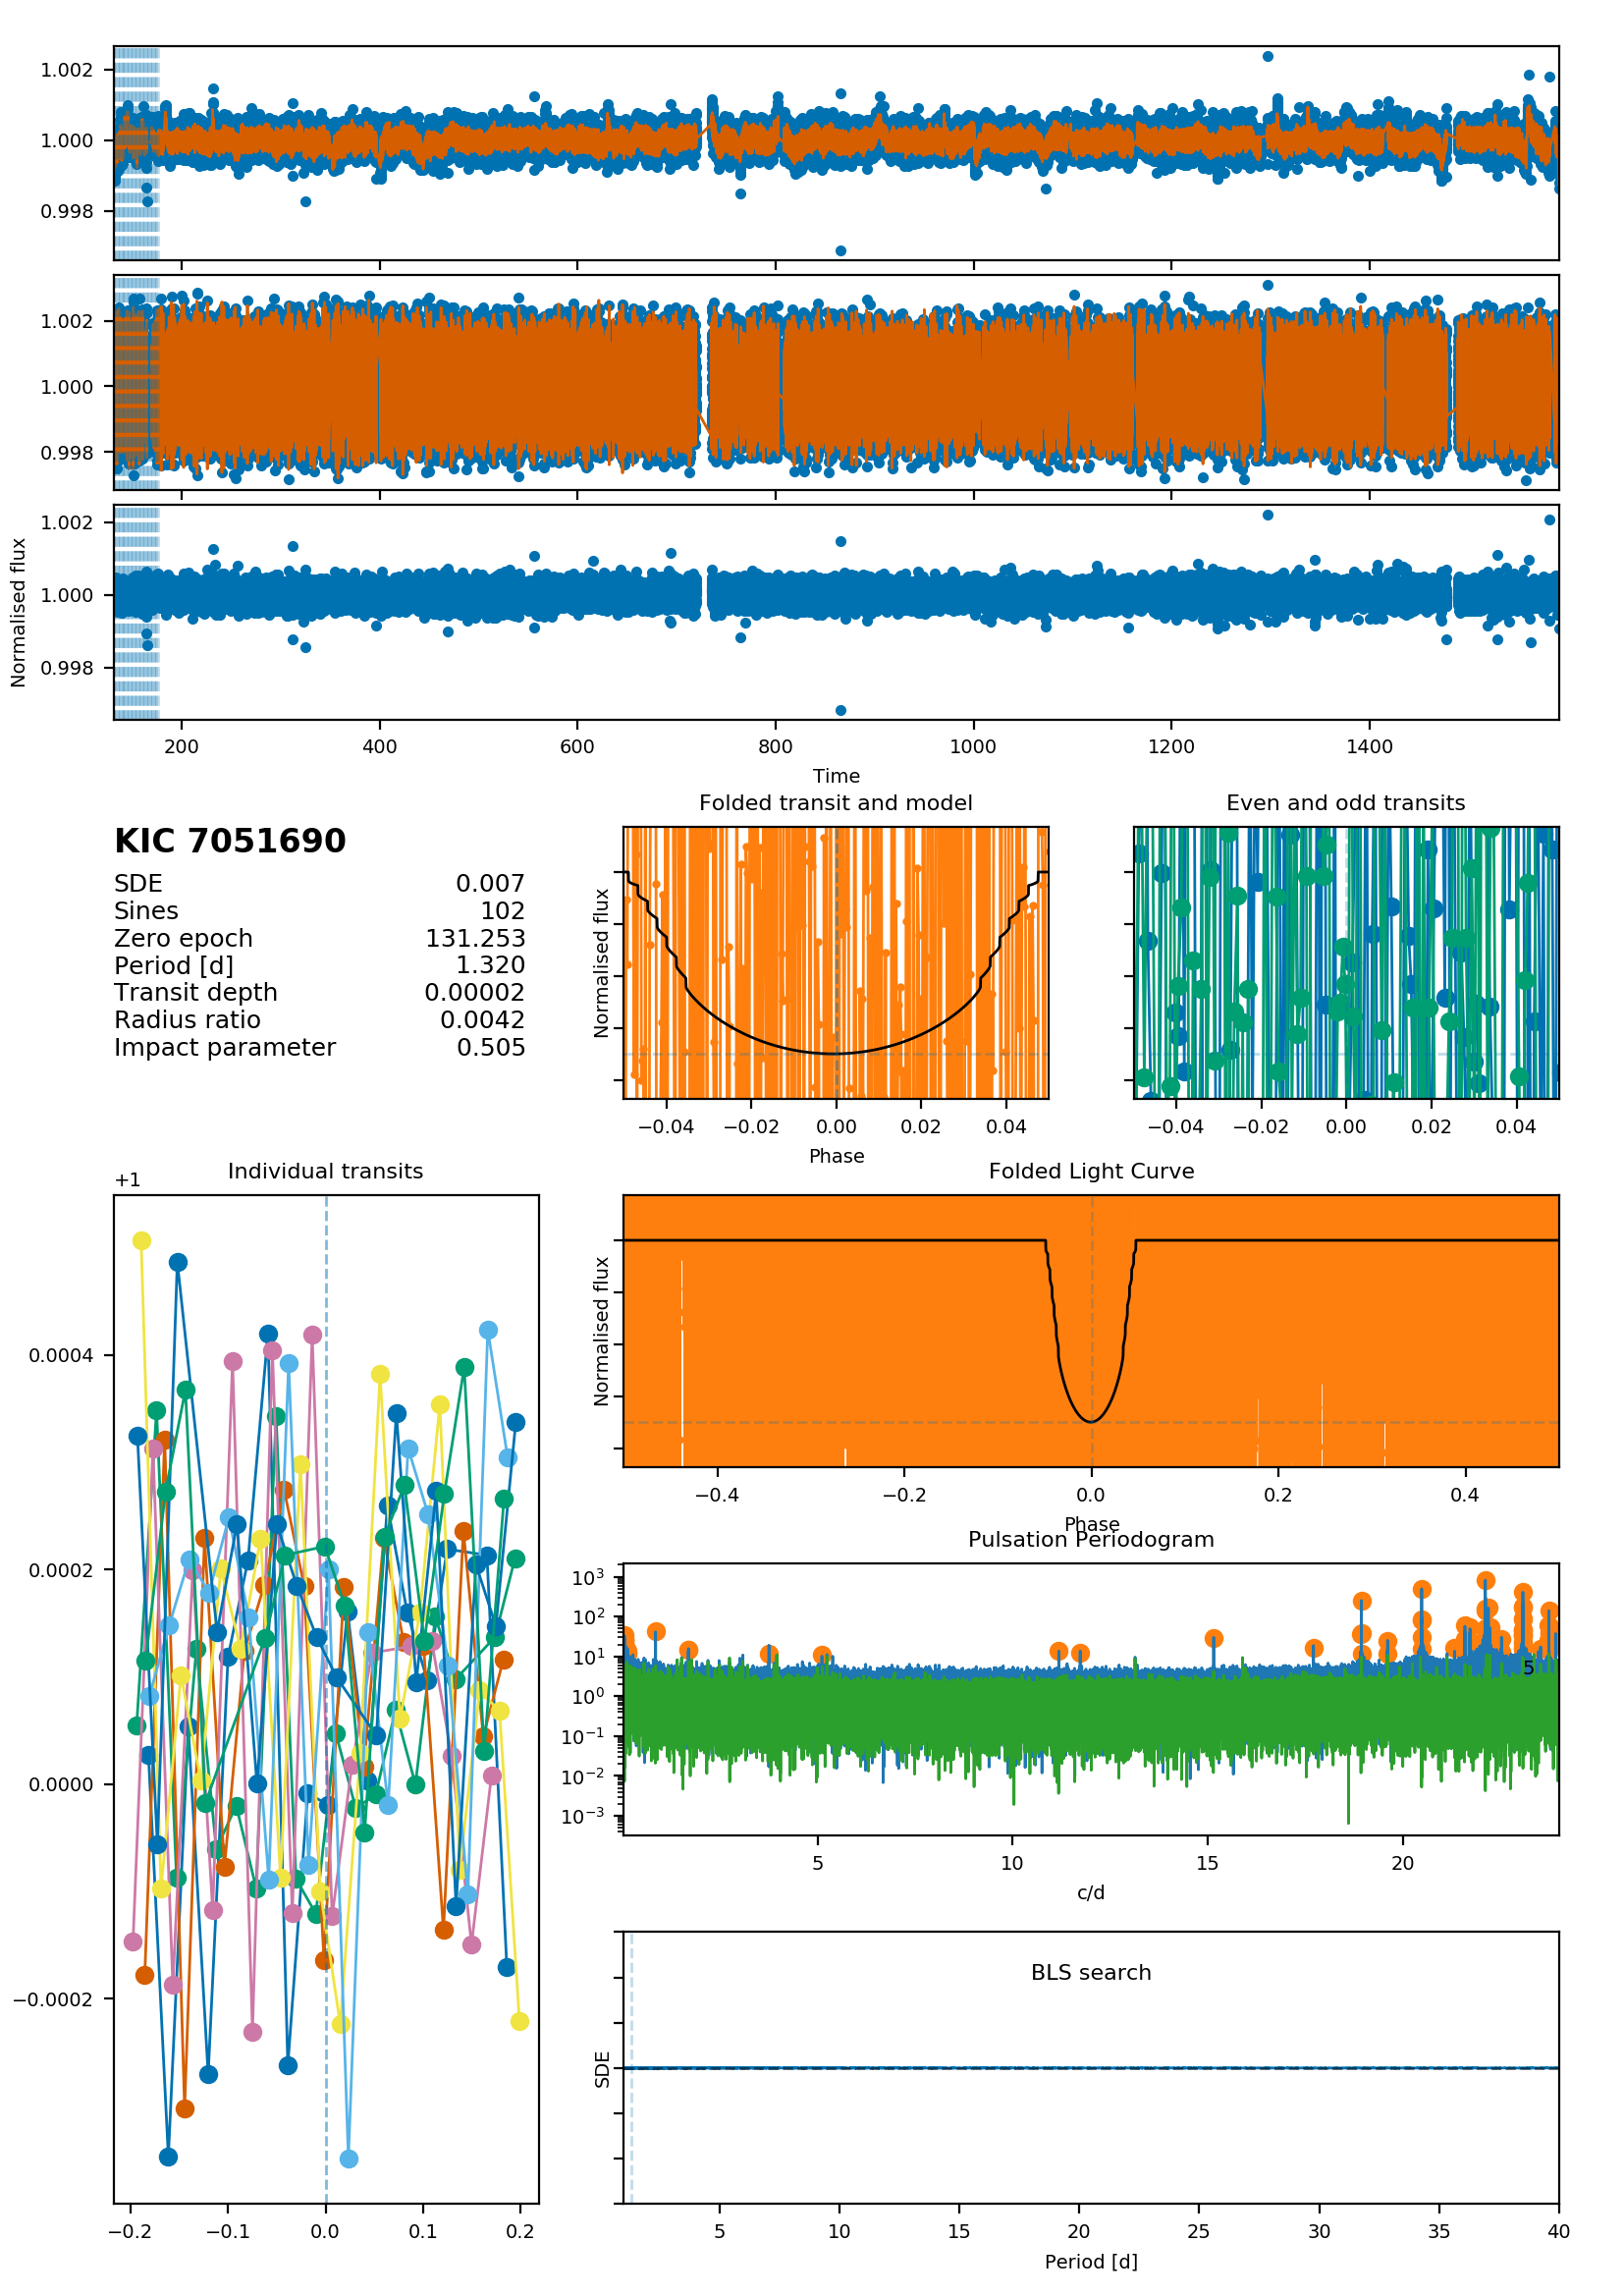 1.002
1.000
0.998
1.002
1.000
0.998
1.002
1.000
0.998
Normalised flux
200 400 600 800 1000 1200 1400
Time
KIC 7051690
SDE 0.007
Sines 102
Zero epoch 131.253
Period [d] 1.320
Transit depth 0.00002
Radius ratio 0.0042
Impact parameter 0.505
Folded transit and model
Normalised flux
−0.04 −0.02 0.00 0.02 0.04
Phase
Even and odd transits
−0.04 −0.02 0.00 0.02 0.04
Individual transits
+1
0.0004
0.0002
0.0000
−0.0002
−0.2 −0.1 0.0 0.1 0.2
Folded Light Curve
Normalised flux
−0.4 −0.2 0.0 0.2 0.4
Phase
Pulsation Periodogram
10³
10²
10¹
10⁰
10⁻¹
10⁻²
10⁻³
5
5 10 15 20
c/d
BLS search
SDE
5 10 15 20 25 30 35 40
Period [d]